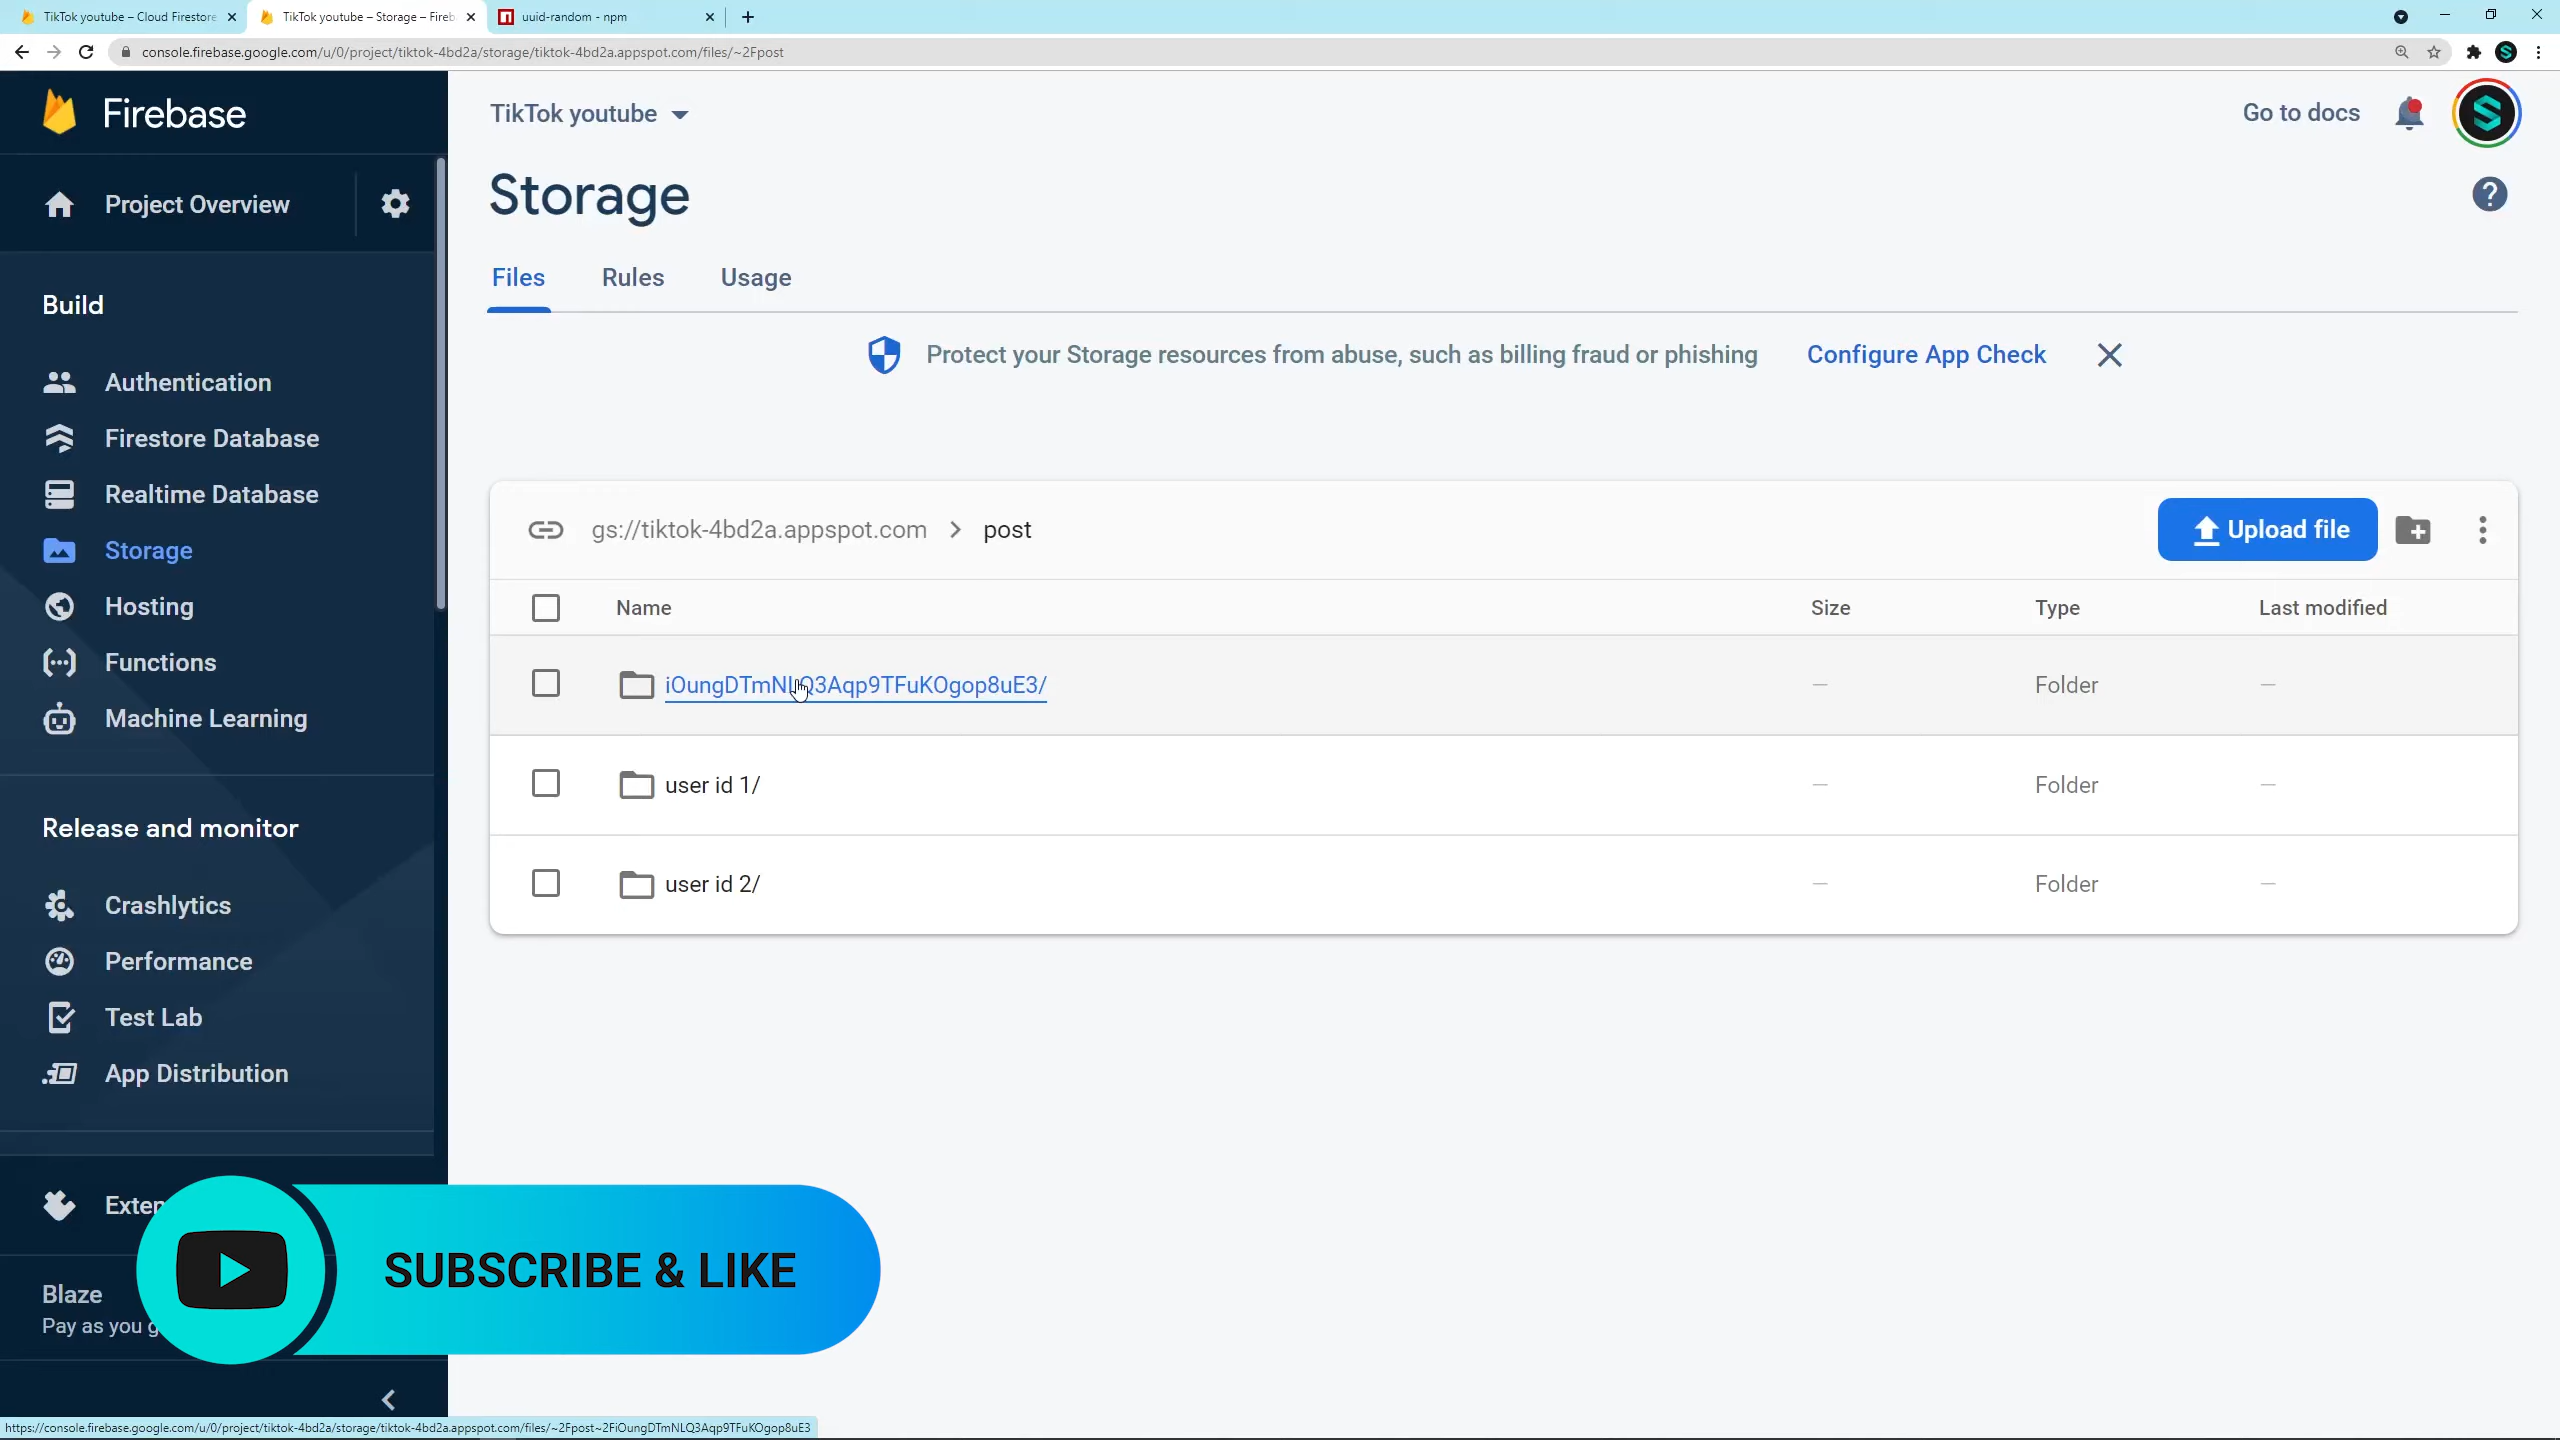 TikTok youtube – Cloud Firestore
TikTok youtube – Storage – Fireb
uuid-random - npm
console.firebase.google.com/u/0/project/tiktok-4bd2a/storage/tiktok-4bd2a.appspot.com/files/~2Fpost
Firebase
TikTok youtube
Go to docs
Project Overview
Storage
Files
Rules
Usage
Build
Protect your Storage resources from abuse, such as billing fraud or phishing
Configure App Check
Authentication
Firestore Database
Realtime Database
Storage
Hosting
Functions
Machine Learning
gs://tiktok-4bd2a.appspot.com
post
Upload file
Name
Size
Type
Last modified
iOungDTmNLQ3Aqp9TFuKOgop8uE3/
—
Folder
—
user id 1/
—
Folder
—
user id 2/
—
Folder
—
Release and monitor
Crashlytics
Performance
Test Lab
App Distribution
Exten
SUBSCRIBE & LIKE
Blaze
Pay as you g
https://console.firebase.google.com/u/0/project/tiktok-4bd2a/storage/tiktok-4bd2a.appspot.com/files/~2Fpost~2FiOungDTmNLQ3Aqp9TFuKOgop8uE3